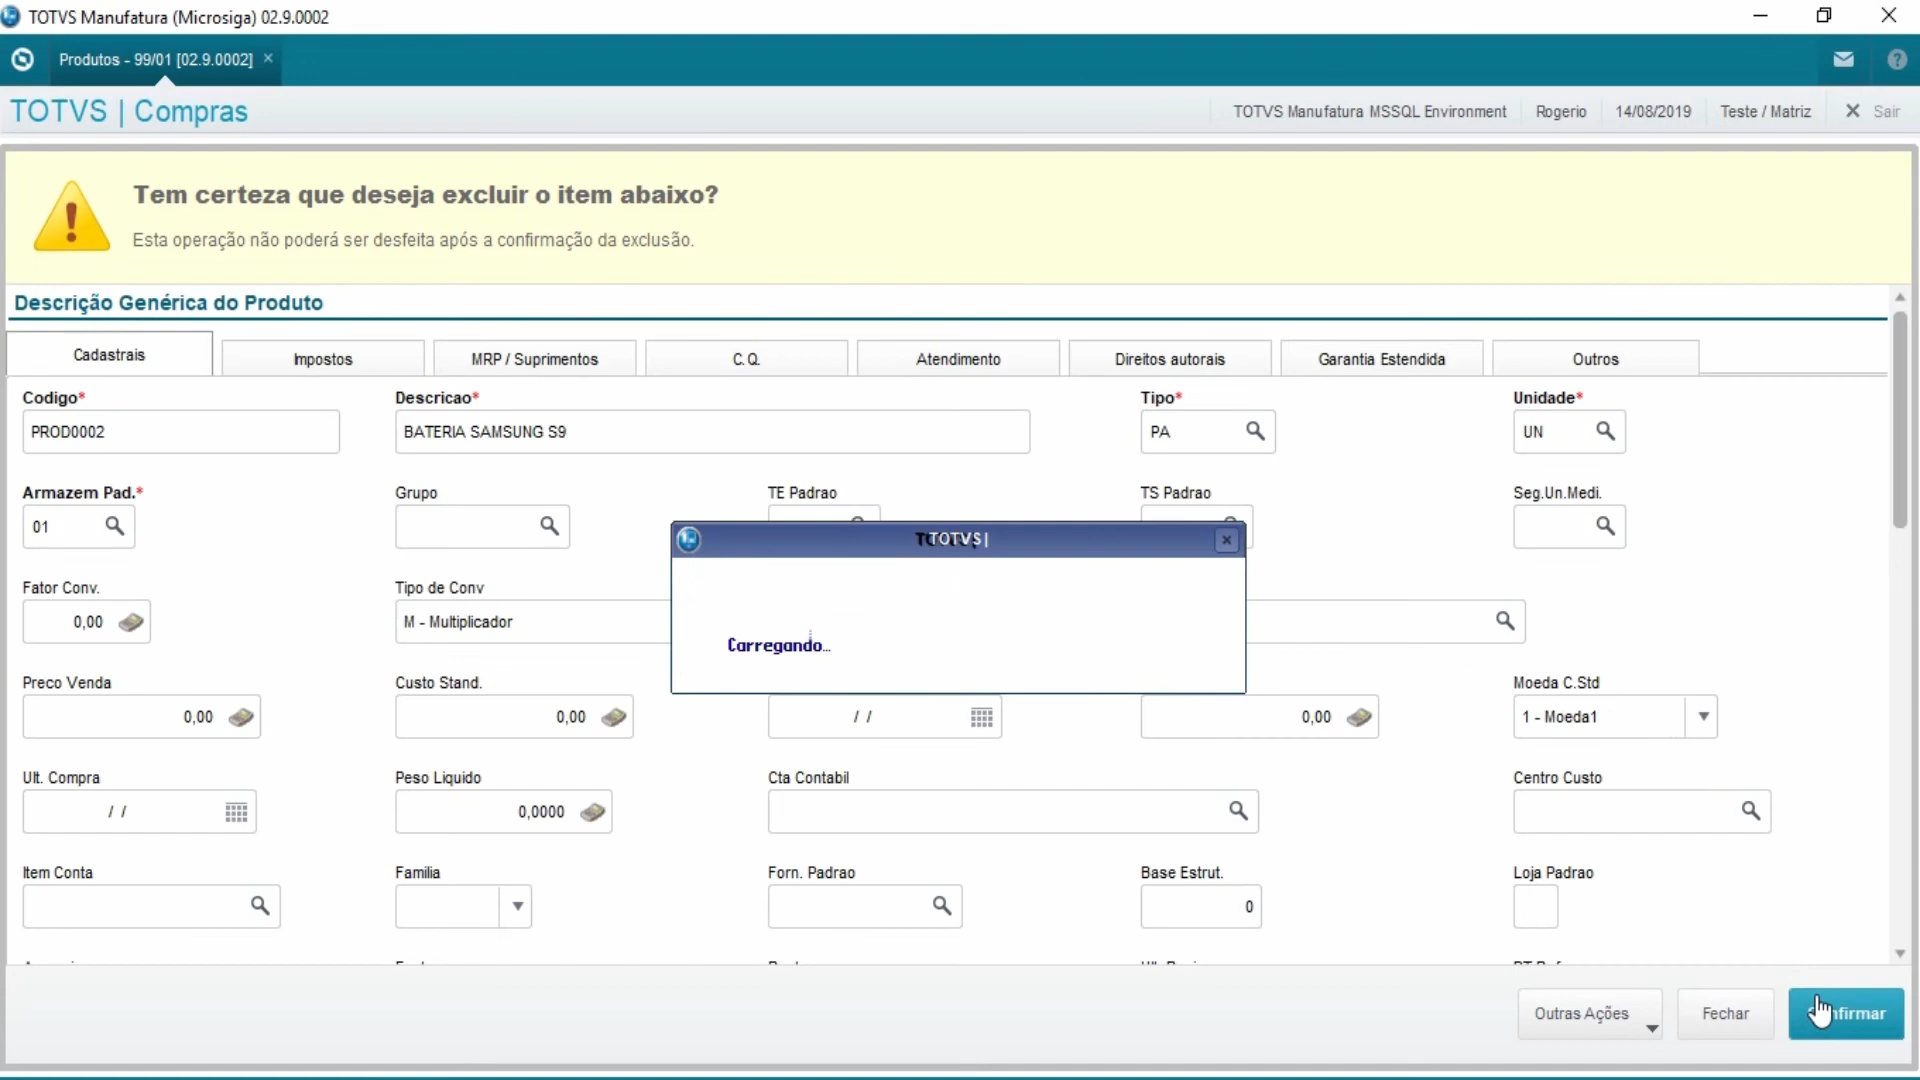 TOTVS Manufatura (Microsiga) 02.9.0002
Produtos - 99/01 [02.9.0002]
TOTVS | Compras
TOTVS Manufatura MSSQL Environment
Rogerio
14/08/2019
Teste / Matriz
Sair
Tem certeza que deseja excluir o item abaixo?
Esta operação não poderá ser desfeita após a confirmação da exclusão.
Descrição Genérica do Produto
Cadastrais
Impostos
MRP / Suprimentos
C.Q.
Atendimento
Direitos autorais
Garantia Estendida
Outros
Codigo*
Descricao*
Tipo*
Unidade*
PROD0002
BATERIA SAMSUNG S9
PA
UN
Armazem Pad.*
Grupo
TE Padrao
TS Padrao
Seg.Un.Medi.
01
TOTVS|
Fator Conv.
Tipo de Conv
0,00
M - Multiplicador
Carregando...
Preco Venda
Custo Stand.
Moeda C.Std
0,00
0,00
/ /
0,00
1 - Moeda1
Ult. Compra
Peso Liquido
Cta Contabil
Centro Custo
/ /
0,0000
Item Conta
Familia
Forn. Padrao
Base Estrut.
Loja Padrao
0
Outras Ações
Fechar